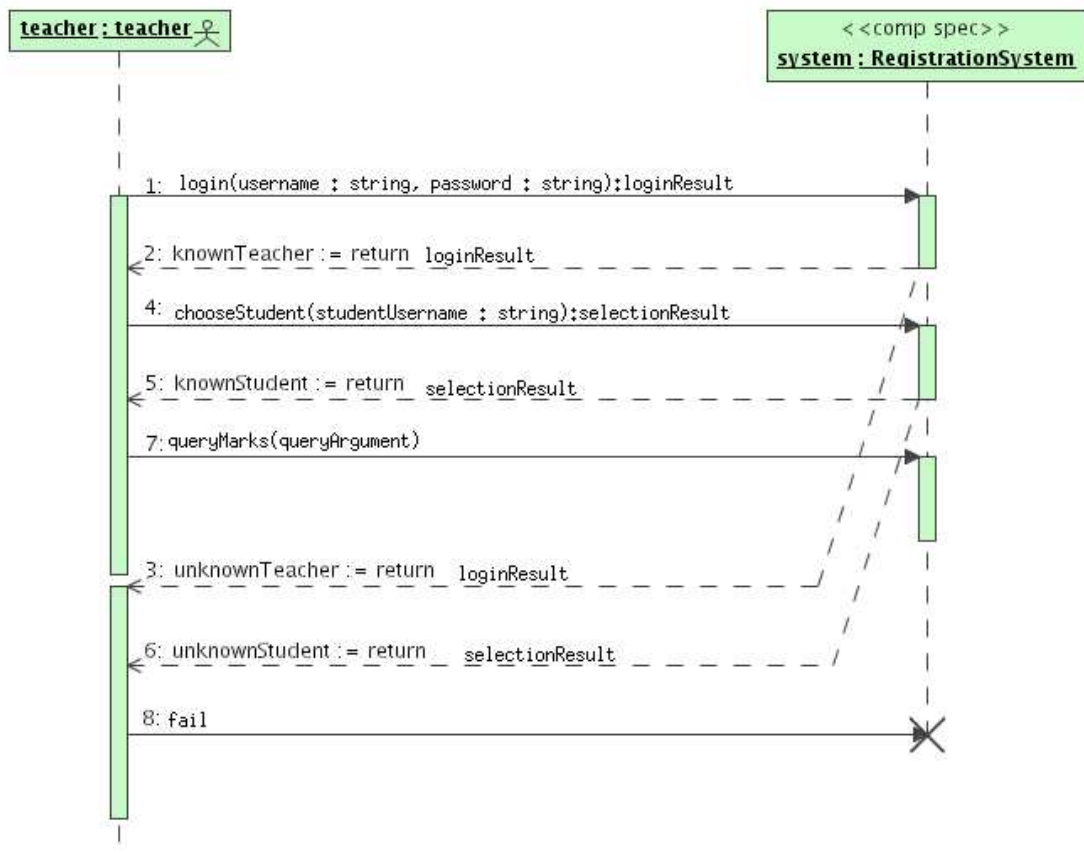 teacher : teacher
<<comp spec>>
system : RegistrationSystem
1: login(username : string, password : string):loginResult
2: knownTeacher := return loginResult
4: chooseStudent(studentUsername : string):selectionResult
5: knownStudent := return selectionResult
7: queryMarks(queryArgument)
3: unknownTeacher := return loginResult
6: unknownStudent := return selectionResult
8: fail